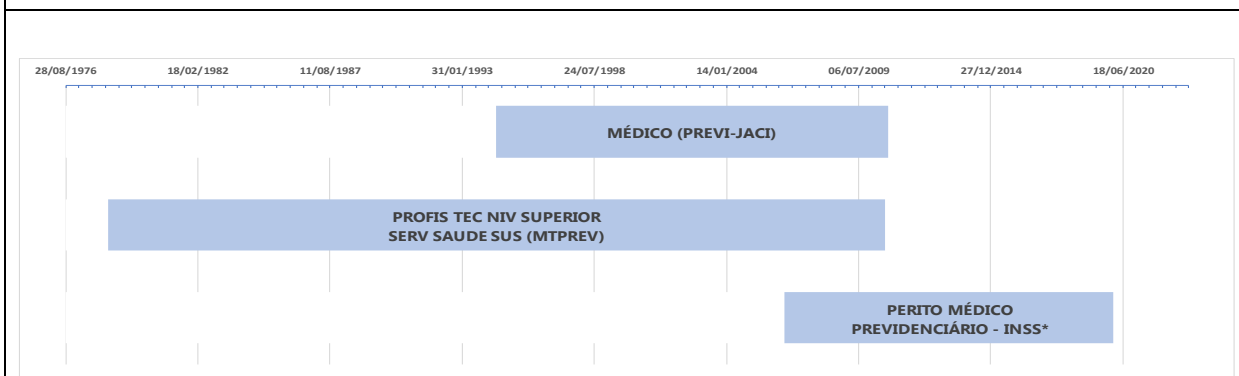 28/08/1976 18/02/1982 11/08/1987 31/01/1993 24/07/1998 14/01/2004 06/07/2009 27/12/2014 18/06/2020
MÉDICO (PREVI-JACI)
PROFIS TEC NIV SUPERIOR
SERV SAUDE SUS (MTPREV)
PERITO MÉDICO
PREVIDENCIÁRIO - INSS*